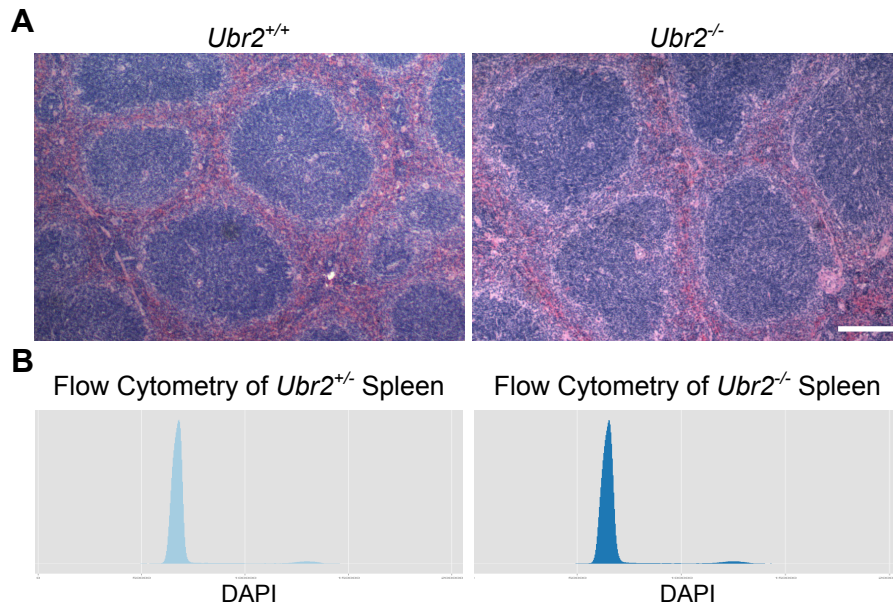 A
Ubr2+/+ Ubr2-/-
B
Flow Cytometry of Ubr2+/- Spleen Flow Cytometry of Ubr2-/- Spleen
DAPI DAPI